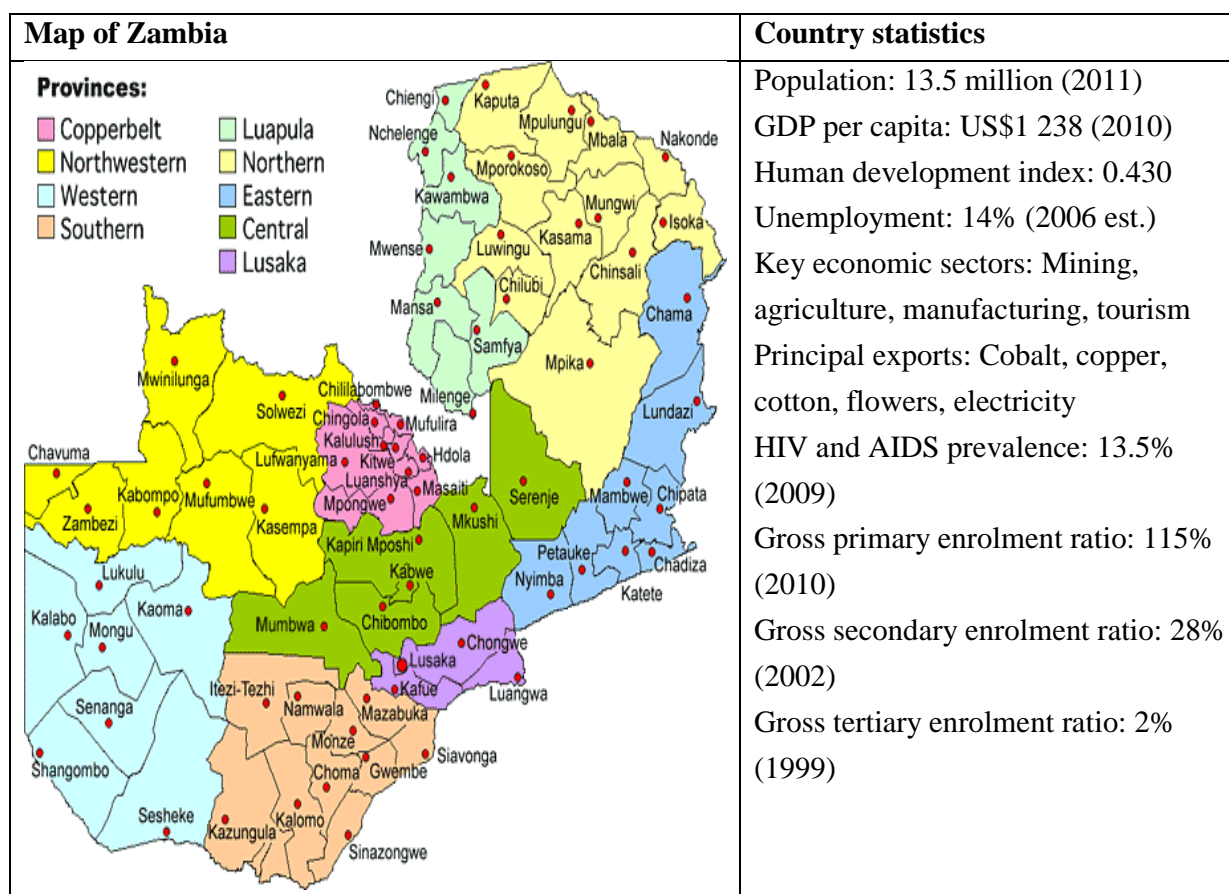 Map of Zambia
Country statistics
Provinces:
Copperbelt
Northwestern
Western
Southern
Luapula
Northern
Eastern
Central
Lusaka
Chiengi
Kaputa
Mpulungu
Mbala
Nakonde
Nchelenge
Mporokoso
Kawambwa
Mungwi
Isoka
Kasama
Mwense
Luwingu
Chinsali
Chilubi
Mansa
Chama
Samfya
Mpika
Mwinilunga
Milenge
Chililabombwe
Solwezi
Lundazi
Chingola
Mufulira
Kalulush
Chavuma
Hdola
Lufwanyama
Kitwe
Kabompo
Luanshya
Masaiti
Serenje
Mufumbwe
Mambwe
Chipata
Mpongwe
Zambezi
Kasempa
Mkushi
Kapiri Mposhi
Petauke
Chadiza
Lukulu
Kabwe
Nyimba
Katete
Kaoma
Kalabo
Chibombo
Mumbwa
Mongu
Chongwe
Lusaka
Itezi-Tezhi
Kafue
Luangwa
Namwala
Mazabuka
Senanga
Monze
Siavonga
Shangombo
Choma
Gwembe
Sesheke
Kazungula
Kalomo
Sinazongwe
Population: 13.5 million (2011)
GDP per capita: US$1 238 (2010)
Human development index: 0.430
Unemployment: 14% (2006 est.)
Key economic sectors: Mining,
agriculture, manufacturing, tourism
Principal exports: Cobalt, copper,
cotton, flowers, electricity
HIV and AIDS prevalence: 13.5%
(2009)
Gross primary enrolment ratio: 115%
(2010)
Gross secondary enrolment ratio: 28%
(2002)
Gross tertiary enrolment ratio: 2%
(1999)